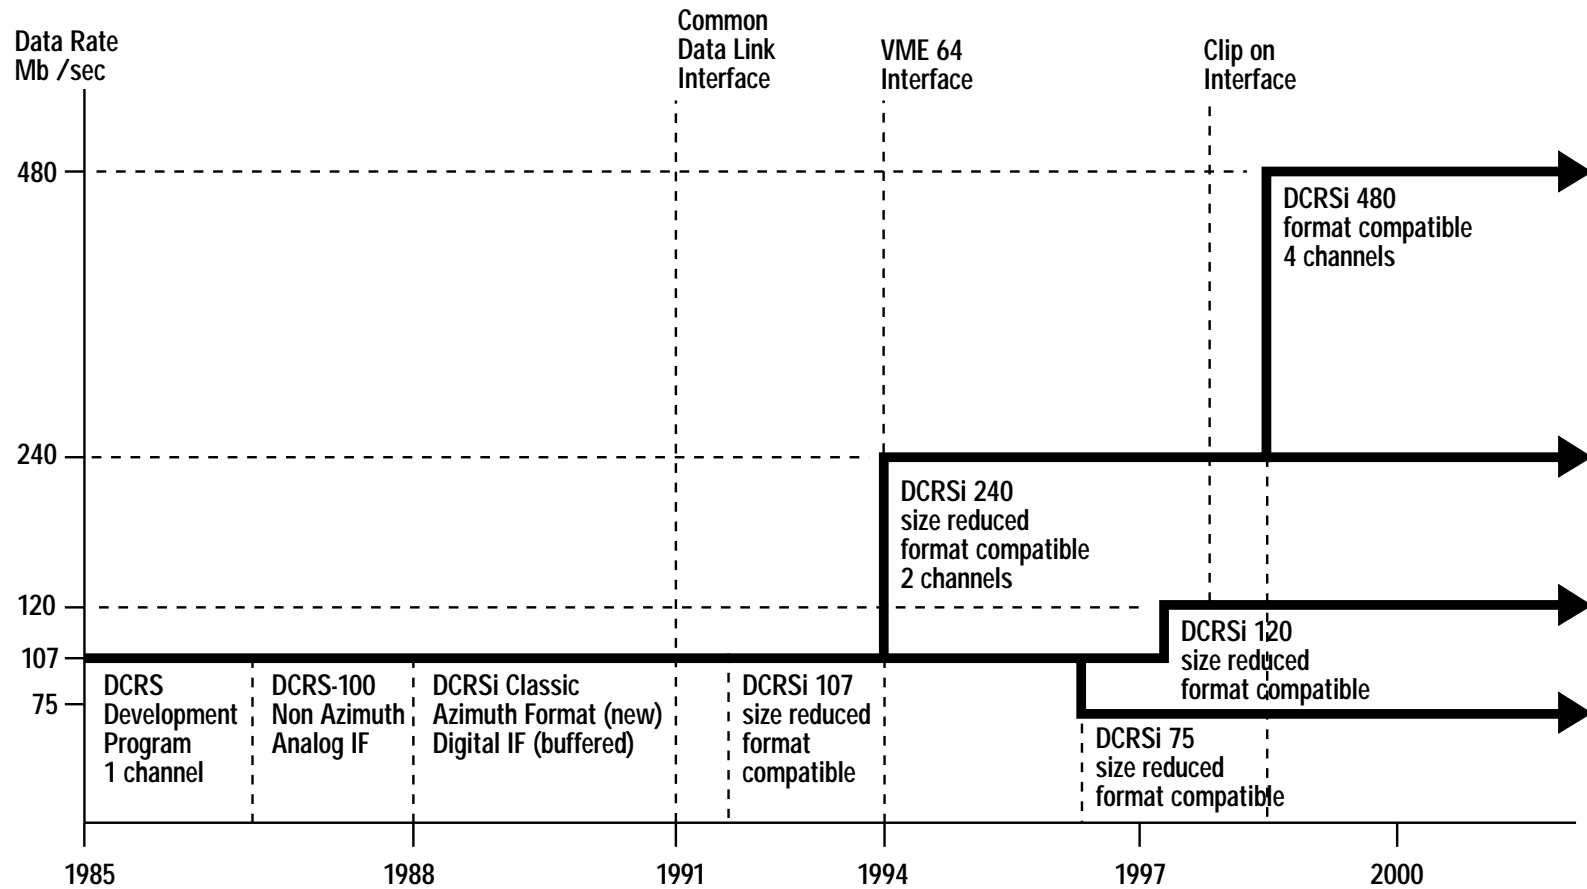 Data Rate
Mb /sec
Common
Data Link
Interface
VME 64
Interface
Clip on
Interface
480
DCRSi 480
format compatible
4 channels
240
DCRSi 240
size reduced
format compatible
2 channels
120
107
75
DCRS
Development
Program
1 channel
DCRS-100
Non Azimuth
Analog IF
DCRSi Classic
Azimuth Format (new)
Digital IF (buffered)
DCRSi 107
size reduced
format
compatible
DCRSi 120
size reduced
format compatible
DCRSi 75
size reduced
format compatible
1985
1988
1991
1994
1997
2000